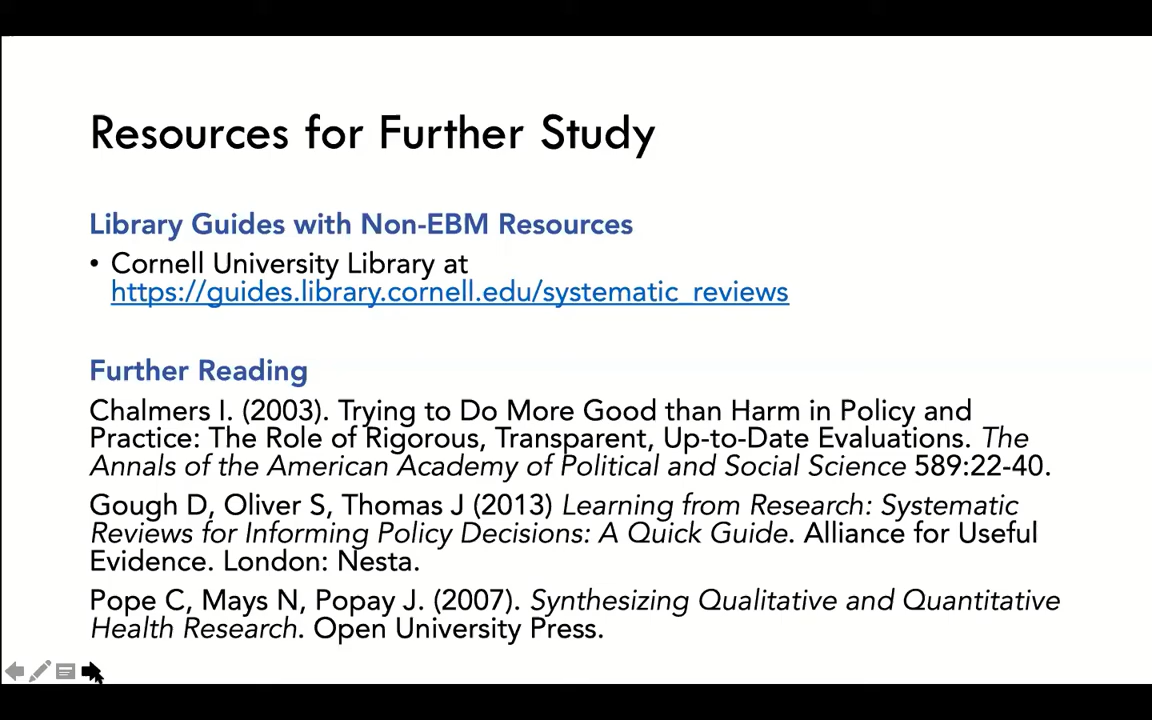 Resources for Further Study
Library Guides with Non-EBM Resources
• Cornell University Library at
https://guides.library.cornell.edu/systematic_reviews
Further Reading
Chalmers I. (2003). Trying to Do More Good than Harm in Policy and
Practice: The Role of Rigorous, Transparent, Up-to-Date Evaluations. The
Annals of the American Academy of Political and Social Science 589:22-40.
Gough D, Oliver S, Thomas J (2013) Learning from Research: Systematic
Reviews for Informing Policy Decisions: A Quick Guide. Alliance for Useful
Evidence. London: Nesta.
Pope C, Mays N, Popay J. (2007). Synthesizing Qualitative and Quantitative
Health Research. Open University Press.